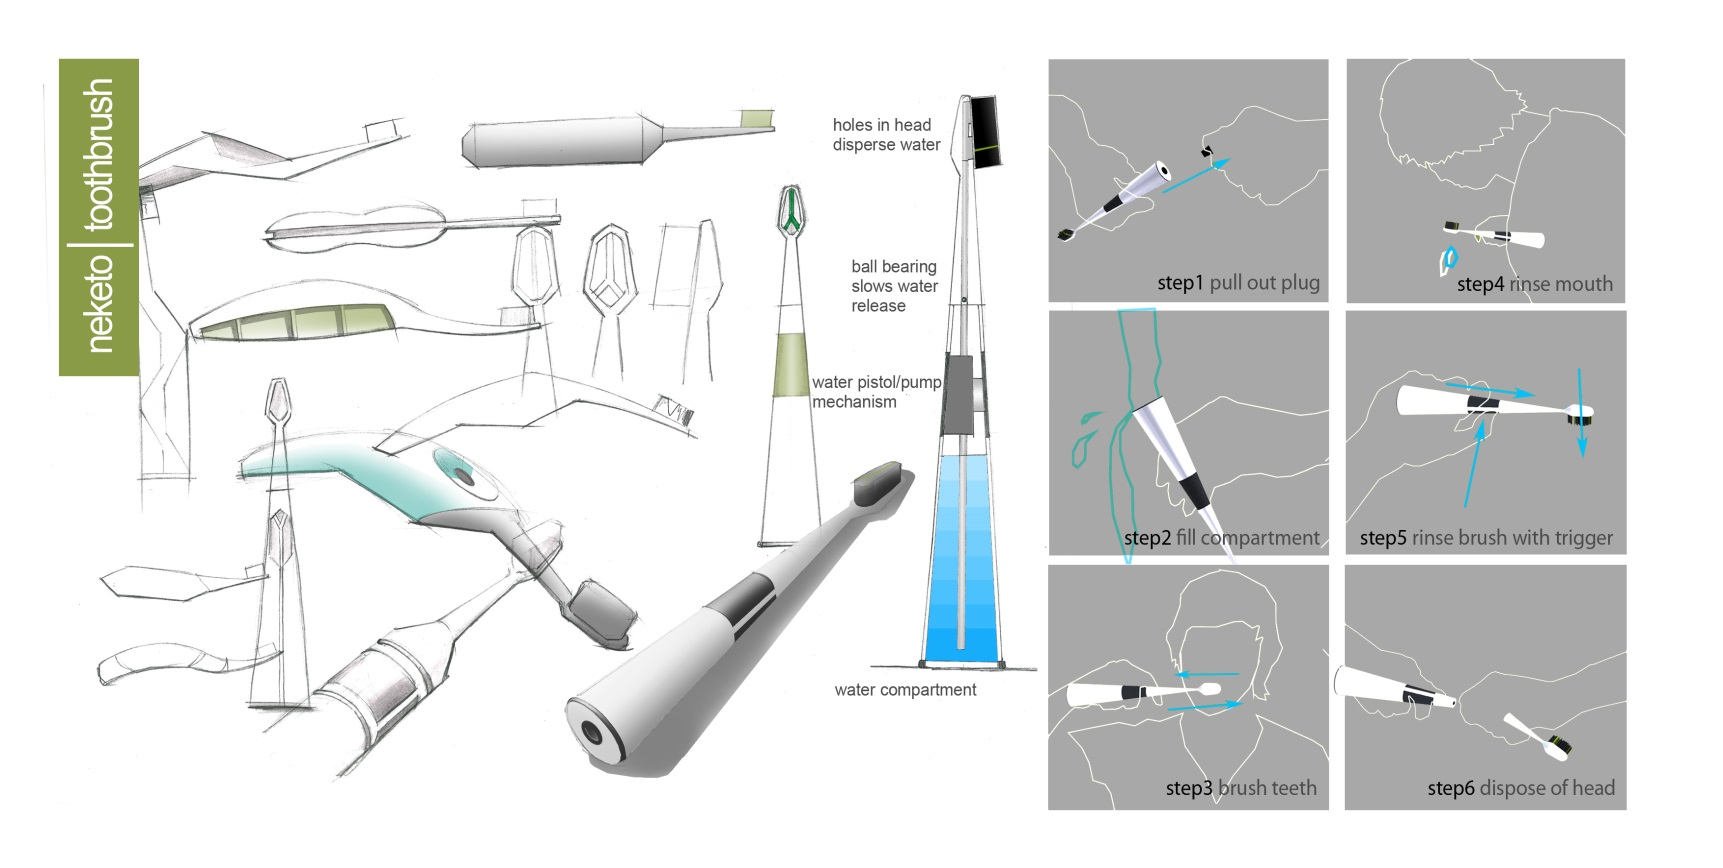 neketo | toothbrush
holes in head
disperse water
ball bearing
slows water
release
water pistol/pump
mechanism
water compartment
step1 pull out plug
step2 fill compartment
step3 brush teeth
step4 rinse mouth
step5 rinse brush with trigger
step6 dispose of head